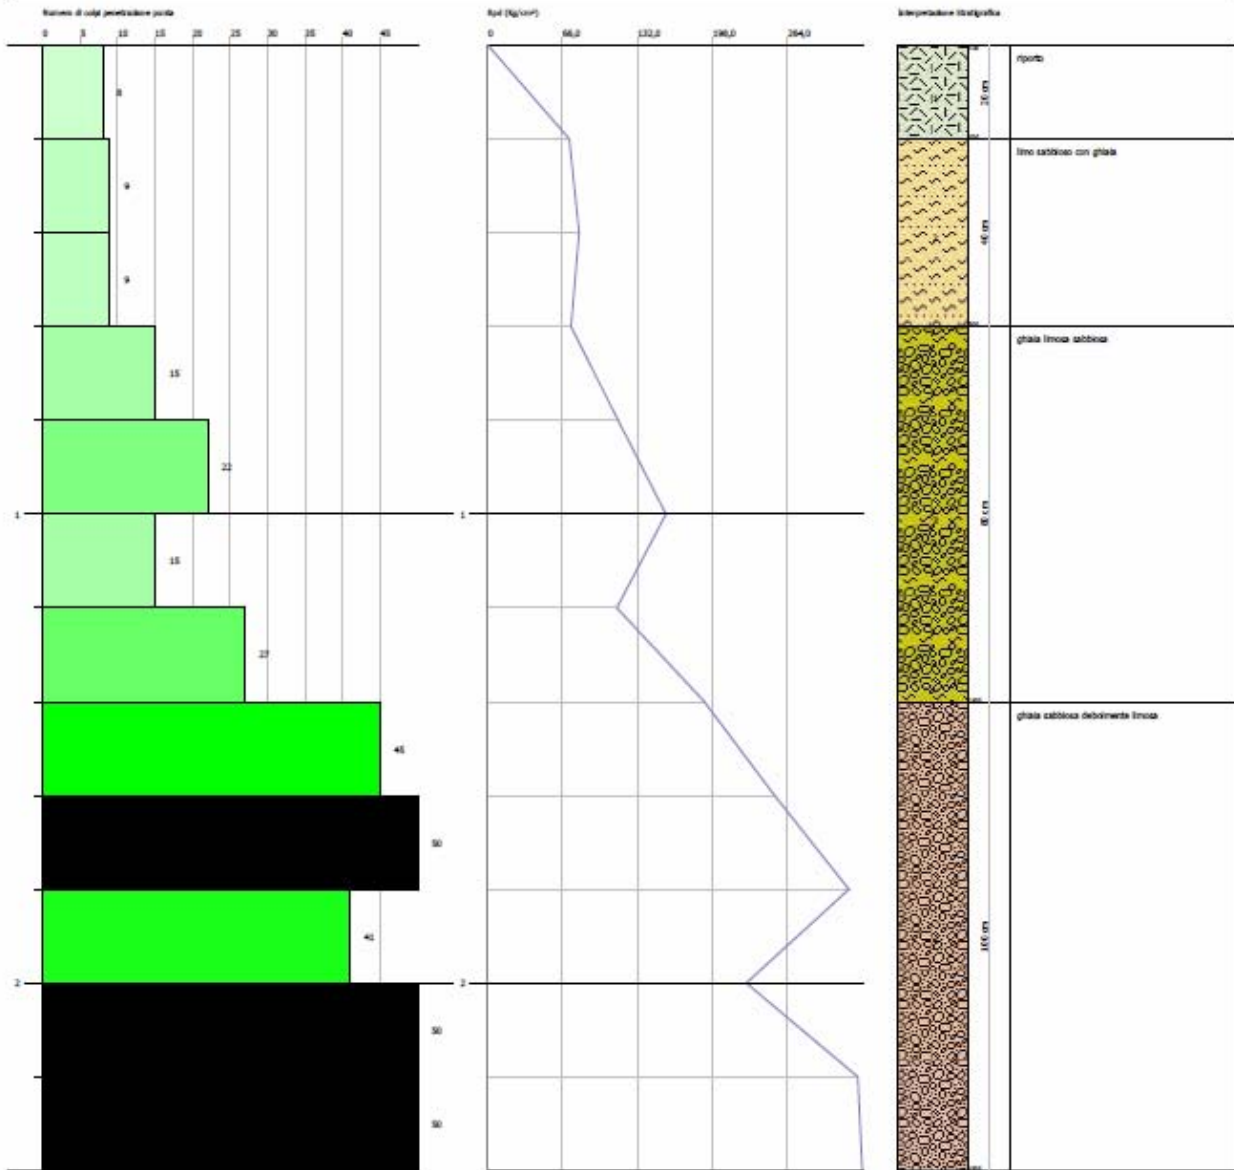 Numero di colpi penetrazione punta
Rpd (Kg/cm²)
Interpretazione Stratigrafica
0 5 10 15 20 25 30 35 40 45
0 66,0 132,0 198,0 264,0
8
20 cm
riporto
9
limo sabbioso con ghiaia
9
40 cm
15
ghiaia limosa sabbiosa
22
1
1
80 cm
15
27
45
ghiaia sabbiosa debolmente limosa
50
41
2
2
50
50
100 cm